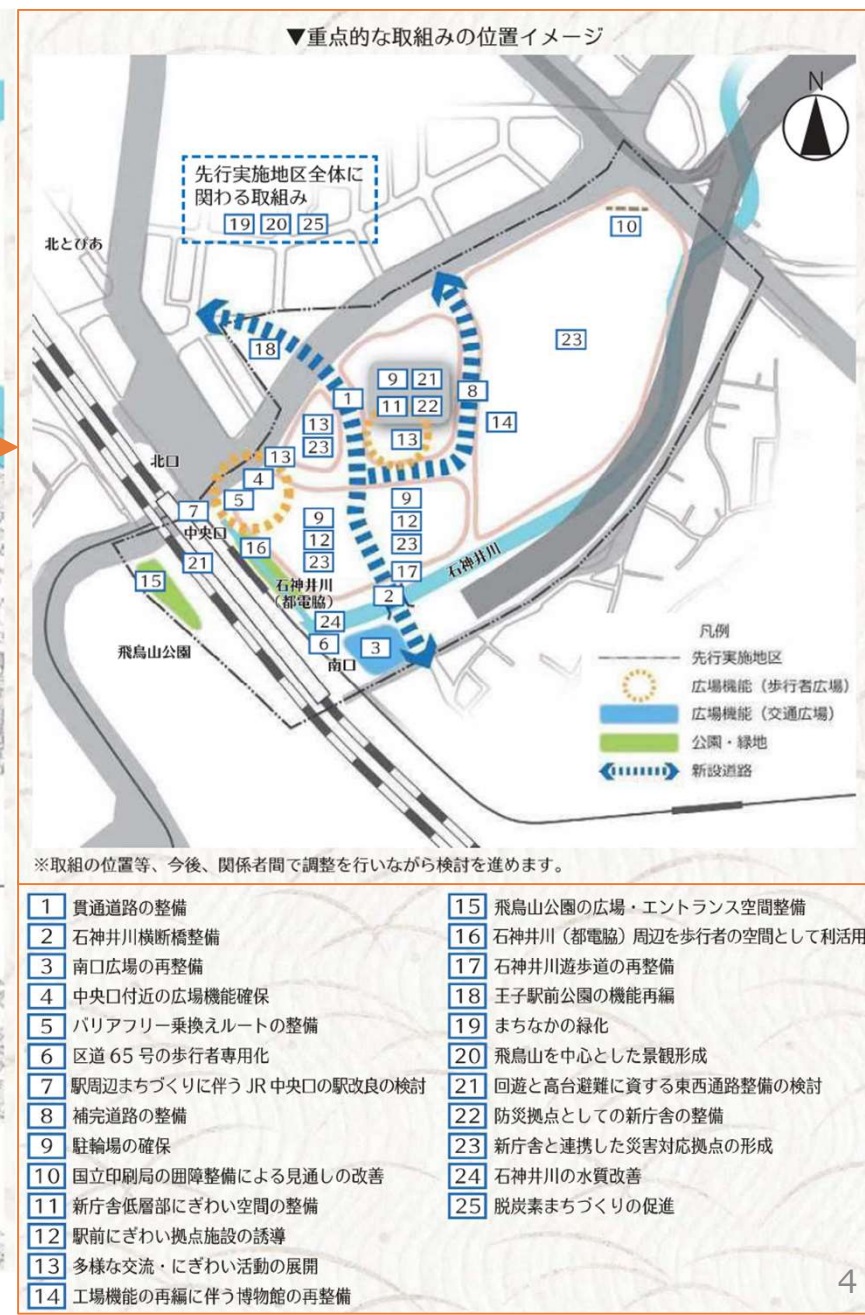 ▼重点的な取組みの位置イメージ
N
先行実施地区全体に
関わる取組み
19 20 25
北とぴあ
10
23
18
1
9 21
11 22
8
13
23
13
14
13
北口
4
5
7
中央口
9
12
23
9
12
23
16
21
17
石神井川
15
石神井川
(都電脇)
2
24
飛鳥山公園
6
3
南口
凡例
先行実施地区
広場機能（歩行者広場）
広場機能（交通広場）
公園・緑地
新設道路
※取組の位置等、今後、関係者間で調整を行いながら検討を進めます。
1 貫通道路の整備
2 石神井川横断橋整備
3 南口広場の再整備
4 中央口付近の広場機能確保
5 バリアフリー乗換えルートの整備
6 区道65号の歩行者専用化
7 駅周辺まちづくりに伴うJR中央口の駅改良の検討
8 補完道路の整備
9 駐輪場の確保
10 国立印刷局の囲障整備による見通しの改善
11 新庁舎低層部にぎわい空間の整備
12 駅前にぎわい拠点施設の誘導
13 多様な交流・にぎわい活動の展開
14 工場機能の再編に伴う博物館の再整備
15 飛鳥山公園の広場・エントランス空間整備
16 石神井川（都電脇）周辺を歩行者の空間として利活用
17 石神井川遊歩道の再整備
18 王子駅前公園の機能再編
19 まちなかの緑化
20 飛鳥山を中心とした景観形成
21 回遊と高台避難に資する東西通路整備の検討
22 防災拠点としての新庁舎の整備
23 新庁舎と連携した災害対応拠点の形成
24 石神井川の水質改善
25 脱炭素まちづくりの促進
4